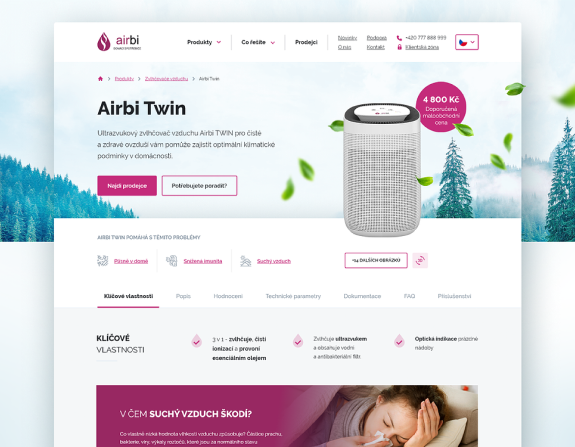 airbi
Produkty
Co řešíte
Prodejci
Novinky
Podpora
+420 777 888 999
O nás
Kontakt
Klientská zóna
Produkty > Zvlhčovače vzduchu > Airbi Twin
Airbi Twin
Ultrazvukový zvlhčovač vzduchu Airbi TWIN pro čisté
a zdravé ovzduší vám pomůže zajistit optimální klimatické
podmínky v domácnosti.
4 800 Kč
Doporučená
maloobchodní
cena
Najdi prodejce
Potřebujete poradit?
AIRBI TWIN POMÁHÁ S TĚMITO PROBLÉMY
Plísně v domě
Snížená imunita
Suchý vzduch
+14 DALŠÍCH OBRÁZKŮ
Klíčové vlastnosti
Popis
Hodnocení
Technické parametry
Dokumentace
FAQ
Příslušenství
KLÍČOVÉ
VLASTNOSTI
3 v 1 - zvlhčuje, čistí
ionizací a provoní
esenciálním olejem
Zvlhčuje ultrazvukem
a obsahuje vodní
a antibakteriální filtr.
Optická indikace prázdné
nádoby
V ČEM SUCHÝ VZDUCH ŠKODÍ?
Co vlastně nízká hodnota vlhkosti vzduchu způsobuje? Částice prachu,
bakterie, viry, výkaly roztočů, které jsou za normálního stavu